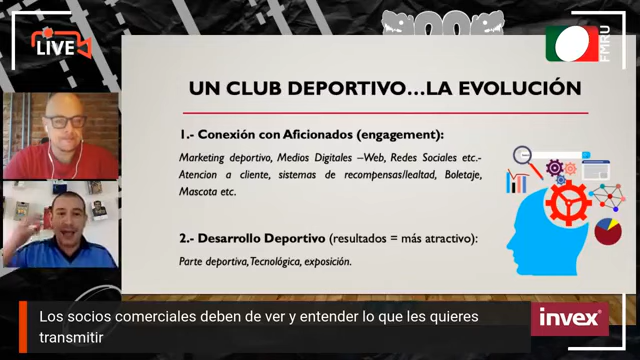 LIVE
FMRU
UN CLUB DEPORTIVO...LA EVOLUCIÓN
1.- Conexión con Aficionados (engagement):
Marketing deportivo, Medios Digitales –Web, Redes Sociales etc.-
Atencion a cliente, sistemas de recompensas/lealtad, Boletaje,
Mascota etc.
2.- Desarrollo Deportivo (resultados = más atractivo):
Parte deportiva, Tecnológica, exposición.
Los socios comerciales deben de ver y entender lo que les quieres
transmitir
invex